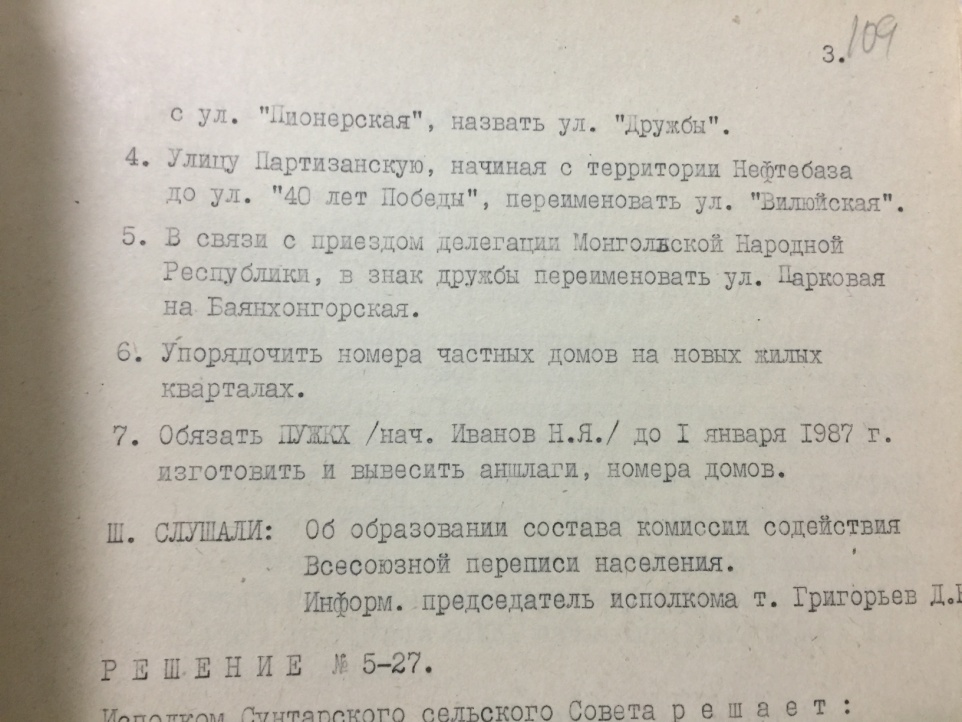 3. 109
с ул. "Пионерская", назвать ул. "Дружбы".
4. Улицу Партизанскую, начиная с территории Нефтебаза
до ул. "40 лет Победы", переименовать ул. "Вилюйская".
5. В связи с приездом делегации Монгольской Народной
Республики, в знак дружбы переименовать ул. Парковая
на Баянхонгорская.
6. Упорядочить номера частных домов на новых жилых
кварталах.
7. Обязать ПУЖКХ /нач. Иванов Н.Я./ до I января I987 г.
изготовить и вывесить аншлаги, номера домов.
Ш. СЛУШАЛИ: Об образовании состава комиссии содействия
Всесоюзной переписи населения.
Информ. председатель исполкома т. Григорьев Д.
Р Е Ш Е Н И Е № 5-27.
Исполком Сунтарского сельского Совета р е ш а е т :